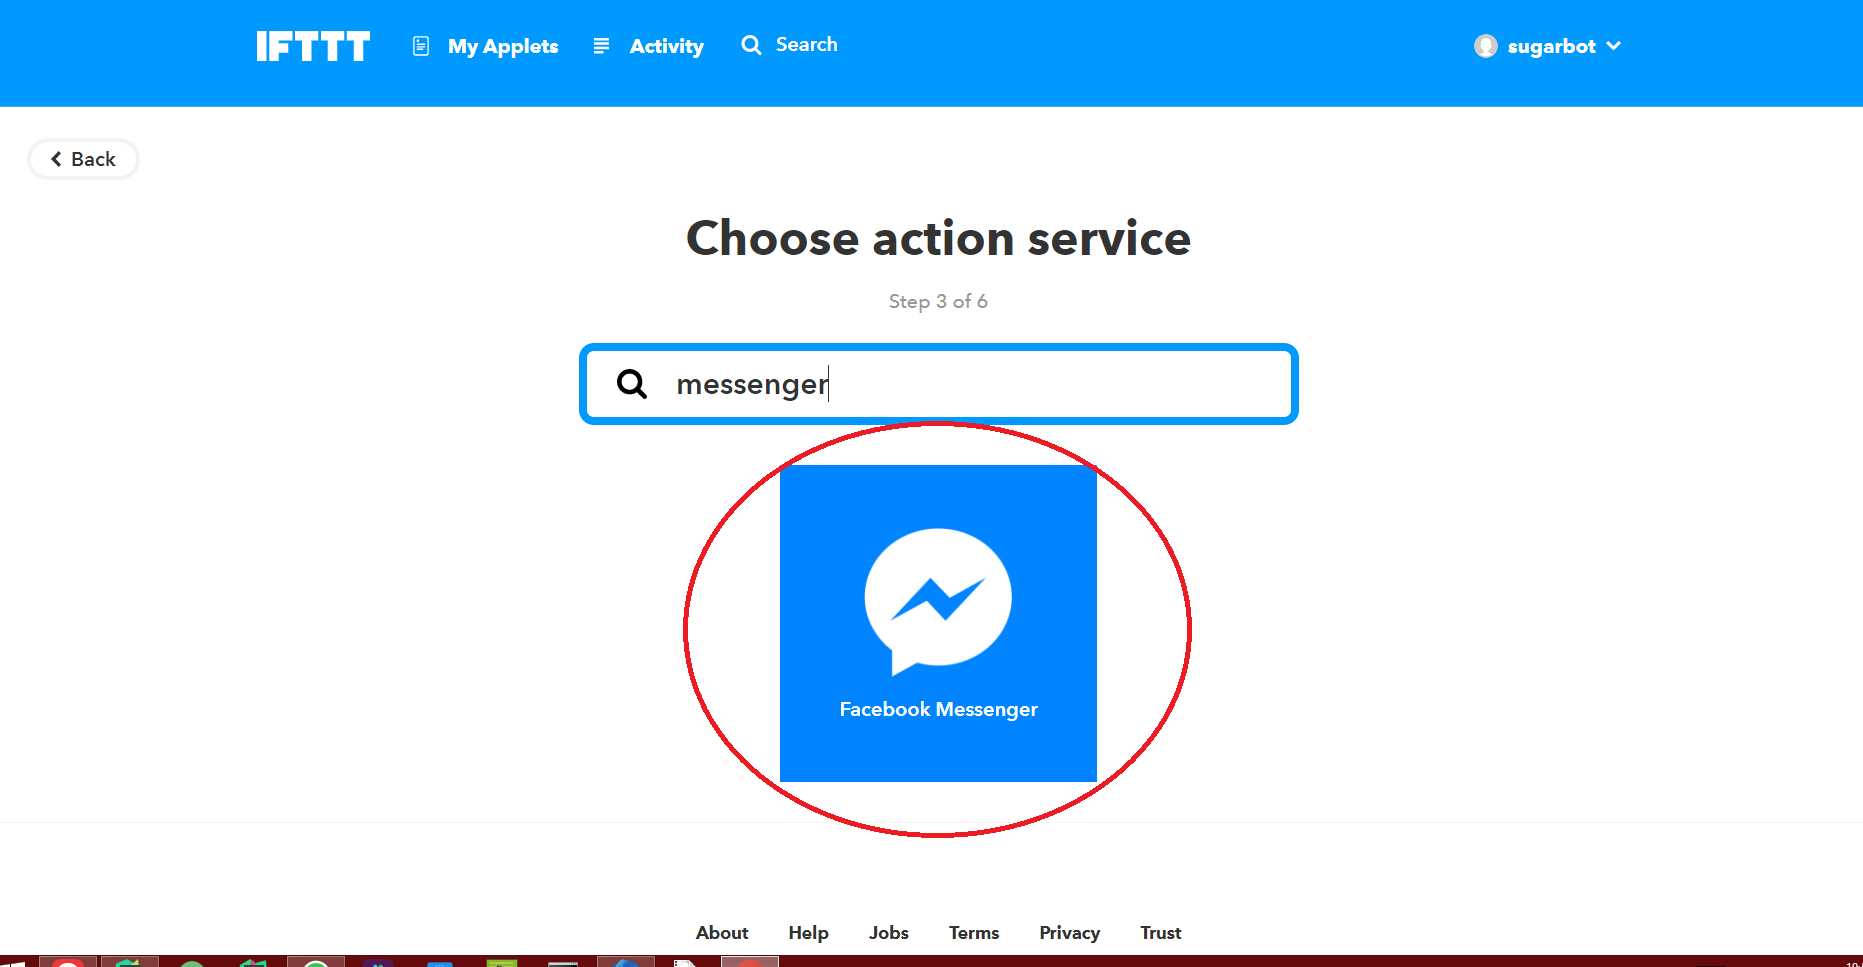 IFTTT My Applets Activity Search sugarbot
Back
Choose action service
Step 3 of 6
messenger
Facebook Messenger
About Help Jobs Terms Privacy Trust